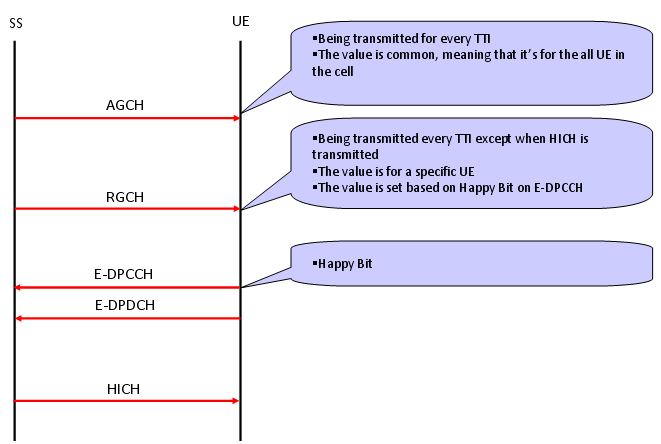 SS
UE
▪Being transmitted for every TTI
▪The value is common, meaning that it's for the all UE in
the cell
AGCH
▪Being transmitted every TTI except when HICH is
transmitted
▪The value is for a specific UE
▪The value is set based on Happy Bit on E-DPCCH
RGCH
▪Happy Bit
E-DPCCH
E-DPDCH
HICH